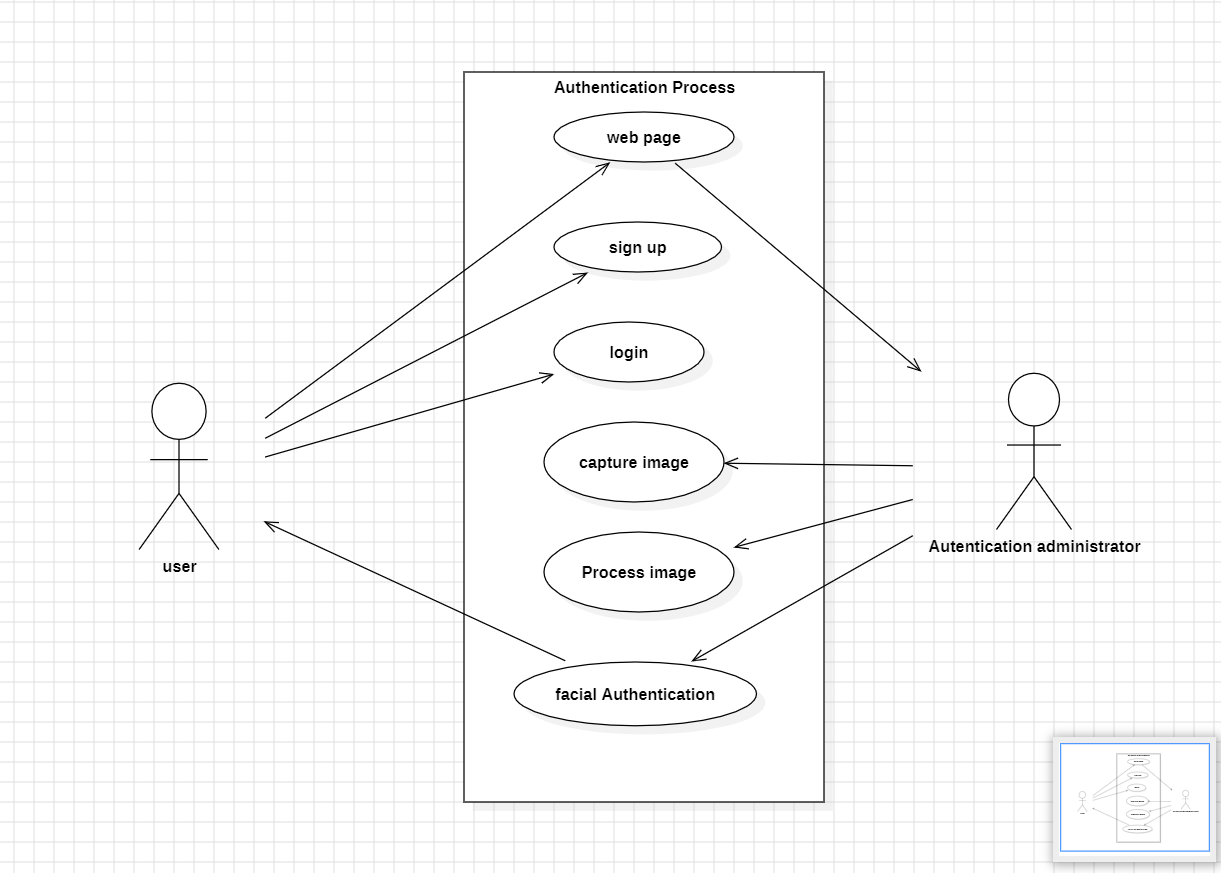 Authentication Process
web page
sign up
login
capture image
Process image
facial Authentication
user
Autentication administrator